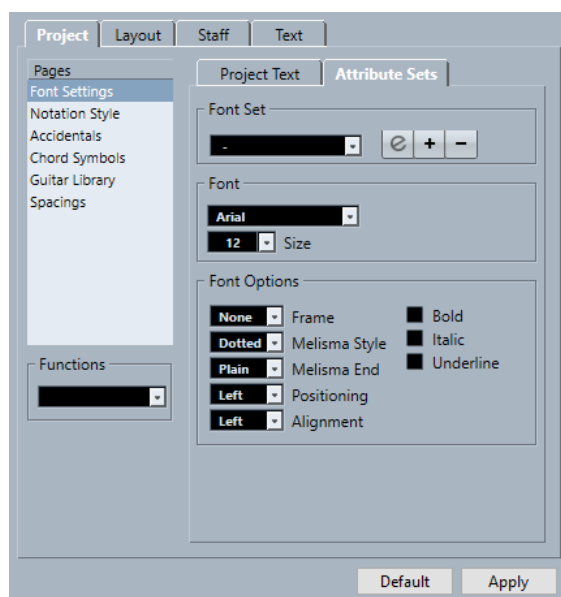 Project Layout Staff Text
Pages
Font Settings
Notation Style
Accidentals
Chord Symbols
Guitar Library
Spacings
Functions
Project Text Attribute Sets
Font Set
- e + −
Font
Arial
12 Size
Font Options
None Frame
Dotted Melisma Style
Plain Melisma End
Left Positioning
Left Alignment
Bold
Italic
Underline
Default Apply